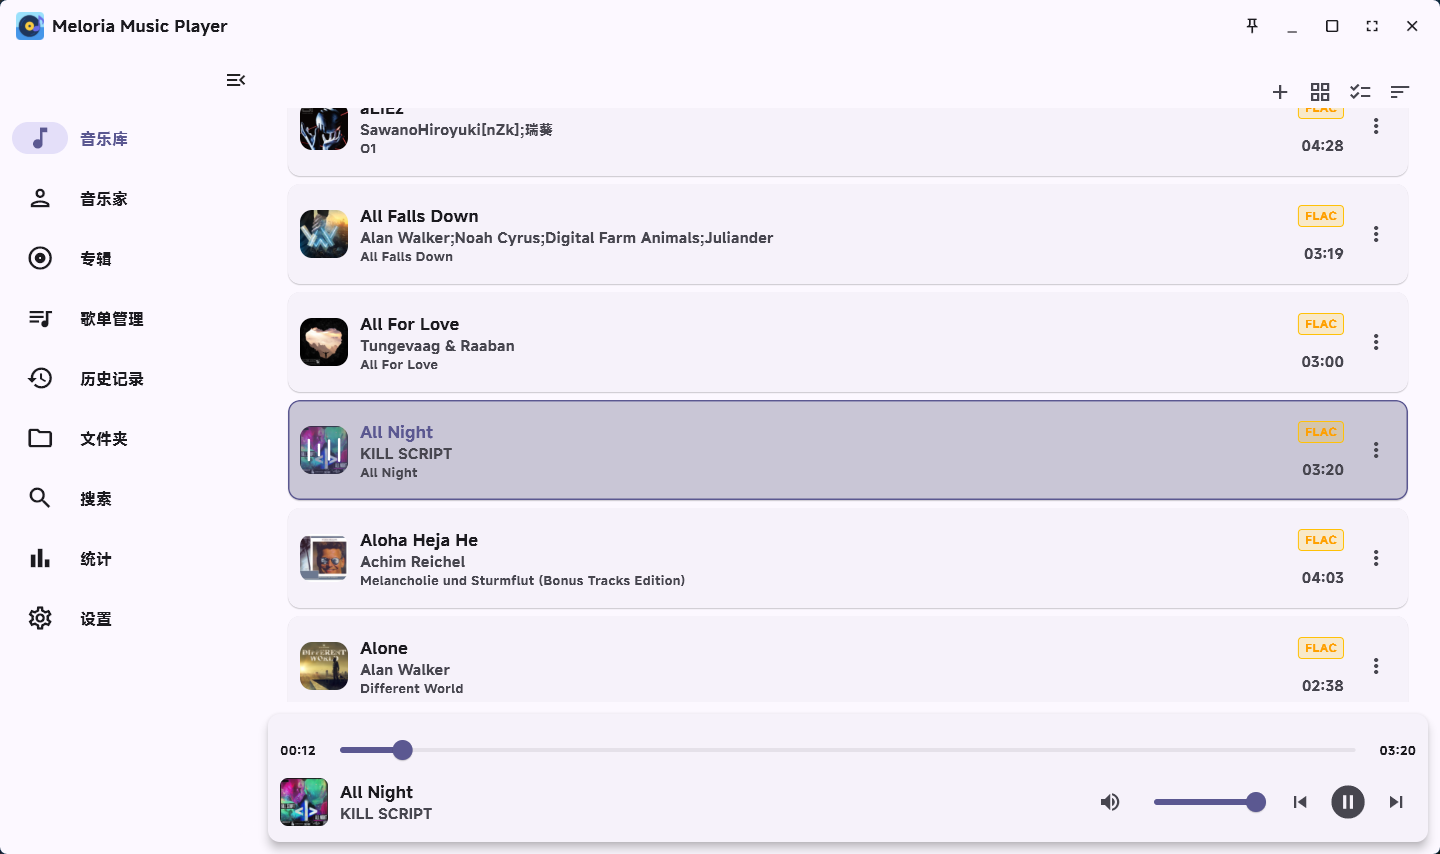 Meloria Music Player
音乐库
音乐家
专辑
歌单管理
历史记录
文件夹
搜索
统计
设置
aLIEZ
SawanoHiroyuki[nZk];瑞葵
01
FLAC
04:28
All Falls Down
Alan Walker;Noah Cyrus;Digital Farm Animals;Juliander
All Falls Down
FLAC
03:19
All For Love
Tungevaag & Raaban
All For Love
FLAC
03:00
All Night
KILL SCRIPT
All Night
FLAC
03:20
Aloha Heja He
Achim Reichel
Melancholie und Sturmflut (Bonus Tracks Edition)
FLAC
04:03
Alone
Alan Walker
Different World
FLAC
02:38
DIFFERENT
WORLD
00:12
03:20
All Night
KILL SCRIPT
ALL NIGHT